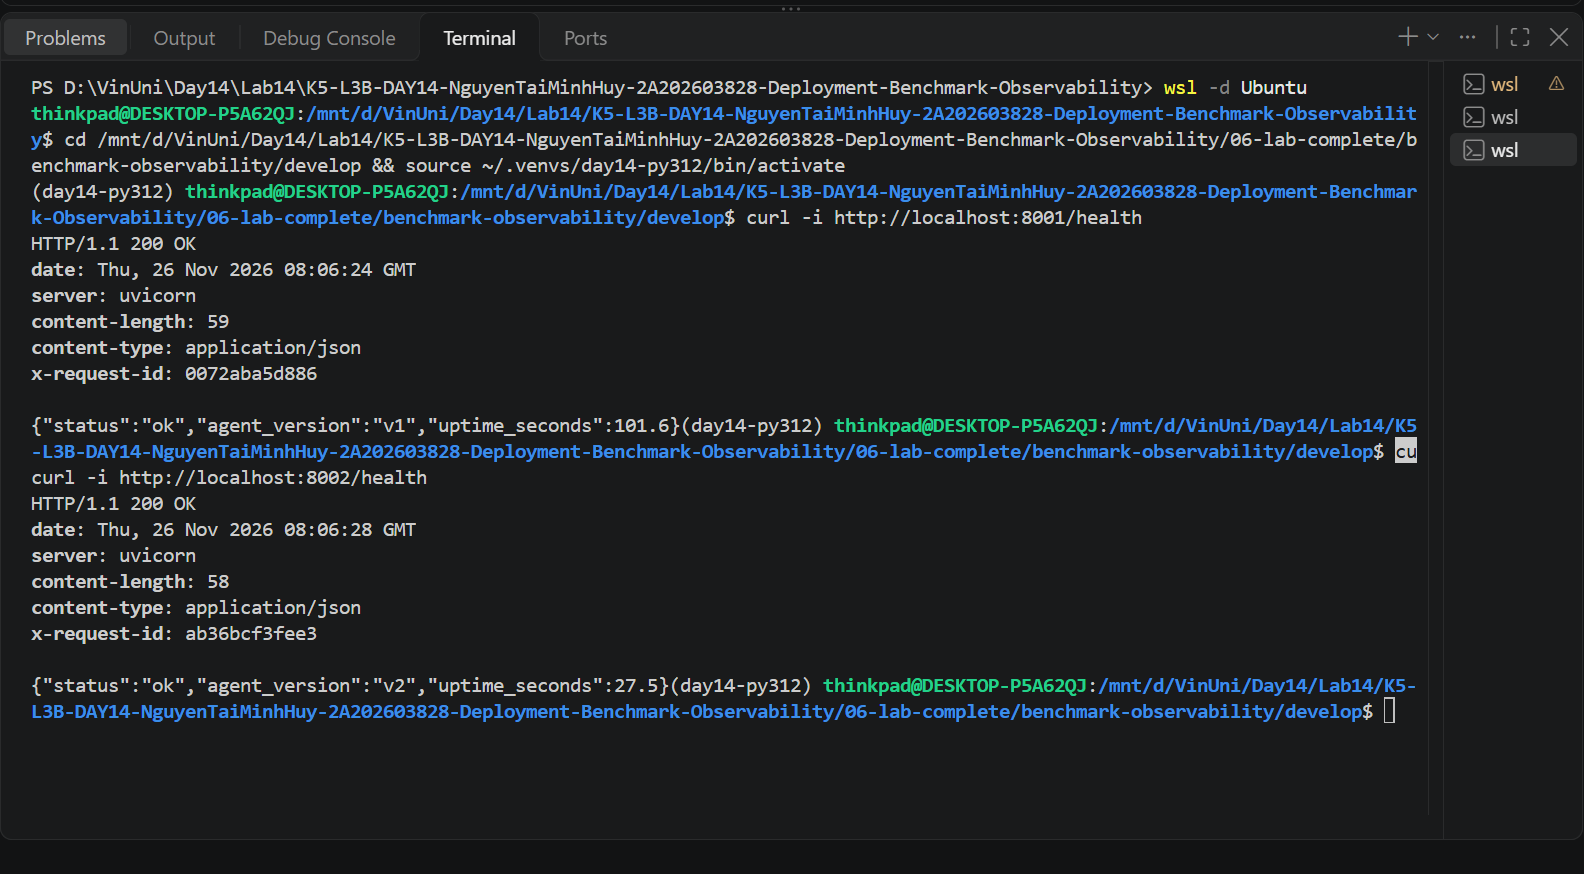 Problems Output Debug Console Terminal Ports
PS D:\VinUni\Day14\Lab14\K5-L3B-DAY14-NguyenTaiMinhHuy-2A202603828-Deployment-Benchmark-Observability> wsl -d Ubuntu
thinkpad@DESKTOP-P5A62QJ:/mnt/d/VinUni/Day14/Lab14/K5-L3B-DAY14-NguyenTaiMinhHuy-2A202603828-Deployment-Benchmark-Observabilit
y$ cd /mnt/d/VinUni/Day14/Lab14/K5-L3B-DAY14-NguyenTaiMinhHuy-2A202603828-Deployment-Benchmark-Observability/06-lab-complete/b
enchmark-observability/develop && source ~/.venvs/day14-py312/bin/activate
(day14-py312) thinkpad@DESKTOP-P5A62QJ:/mnt/d/VinUni/Day14/Lab14/K5-L3B-DAY14-NguyenTaiMinhHuy-2A202603828-Deployment-Benchmar
k-Observability/06-lab-complete/benchmark-observability/develop$ curl -i http://localhost:8001/health
HTTP/1.1 200 OK
date: Thu, 26 Nov 2026 08:06:24 GMT
server: uvicorn
content-length: 59
content-type: application/json
x-request-id: 0072aba5d886
{"status":"ok","agent_version":"v1","uptime_seconds":101.6}(day14-py312) thinkpad@DESKTOP-P5A62QJ:/mnt/d/VinUni/Day14/Lab14/K5
-L3B-DAY14-NguyenTaiMinhHuy-2A202603828-Deployment-Benchmark-Observability/06-lab-complete/benchmark-observability/develop$ cu
curl -i http://localhost:8002/health
HTTP/1.1 200 OK
date: Thu, 26 Nov 2026 08:06:28 GMT
server: uvicorn
content-length: 58
content-type: application/json
x-request-id: ab36bcf3fee3
{"status":"ok","agent_version":"v2","uptime_seconds":27.5}(day14-py312) thinkpad@DESKTOP-P5A62QJ:/mnt/d/VinUni/Day14/Lab14/K5-
L3B-DAY14-NguyenTaiMinhHuy-2A202603828-Deployment-Benchmark-Observability/06-lab-complete/benchmark-observability/develop$
wsl
wsl
wsl